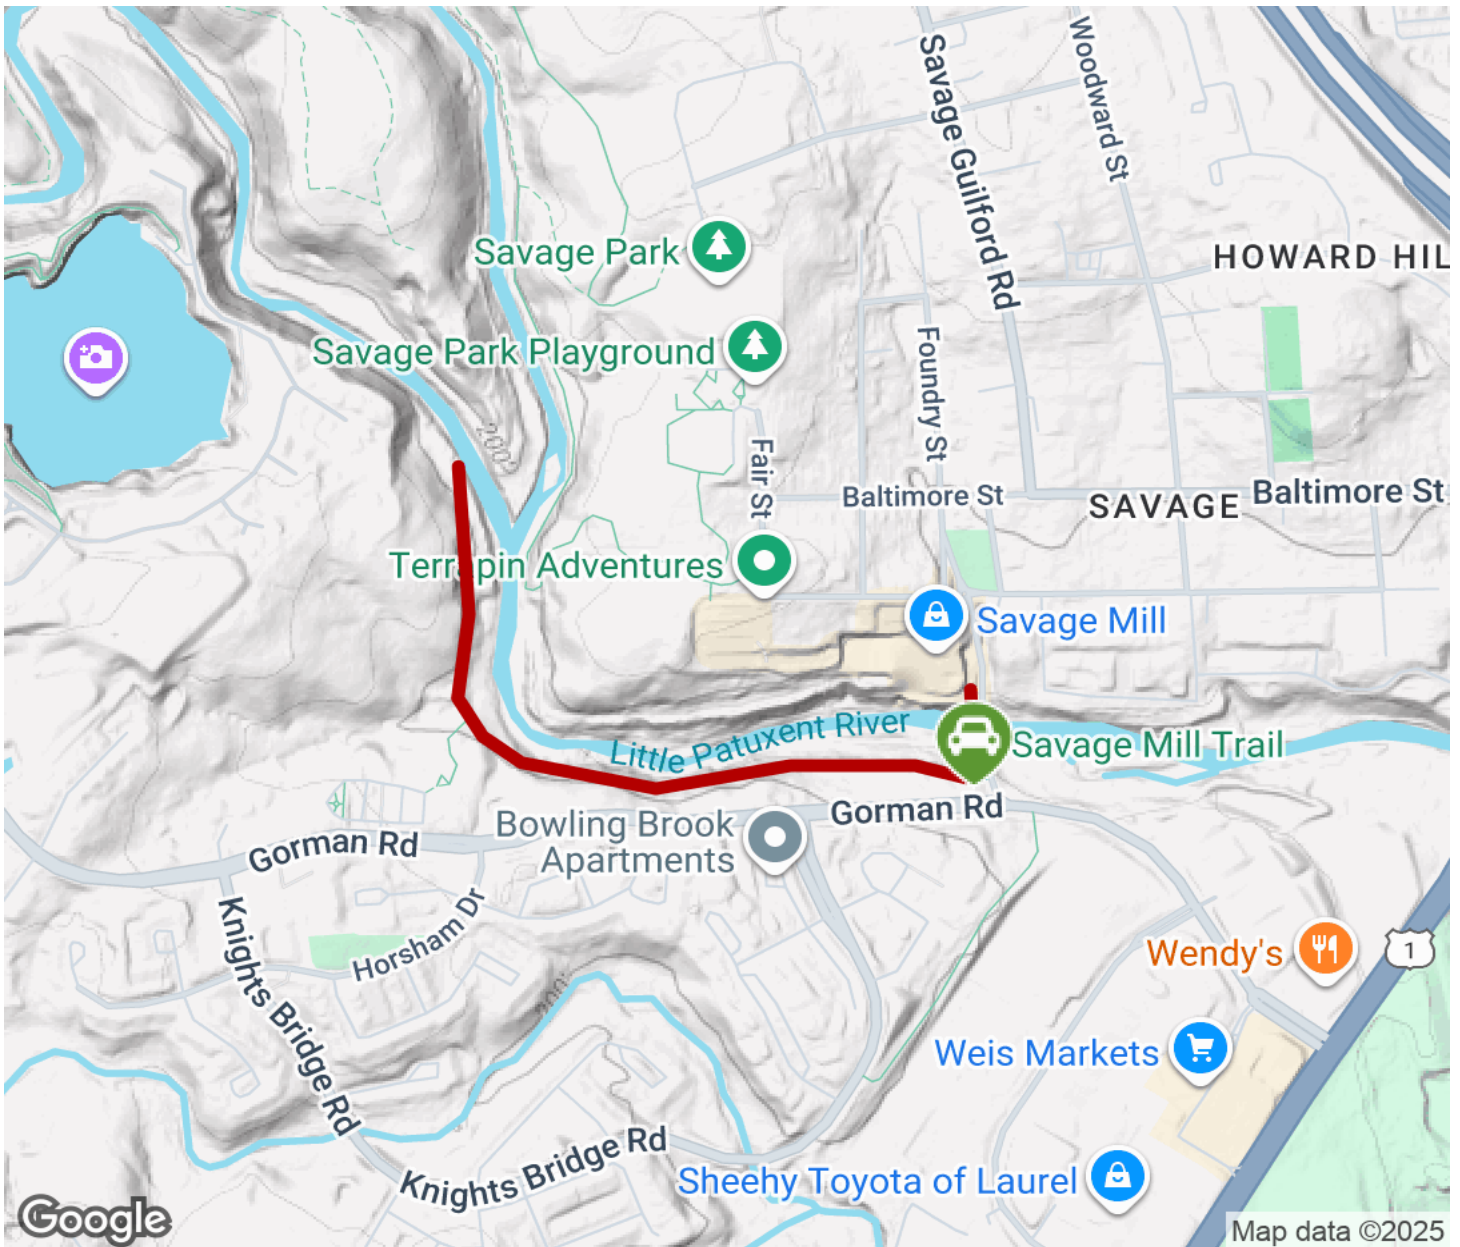 Savage Guilford Rd
Woodward St
Savage Park
HOWARD HIL
Savage Park Playground
Foundry St
200'
Fair St
Baltimore St
SAVAGE
Baltimore St
Terrapin Adventures
Savage Mill
Little Patuxent River
Savage Mill Trail
Gorman Rd
Bowling Brook
Apartments
Gorman Rd
Knights Bridge Rd
Horsham Dr
Wendy's
1
200'
Weis Markets
Knights Bridge Rd
Sheehy Toyota of Laurel
Google
Map data ©2025